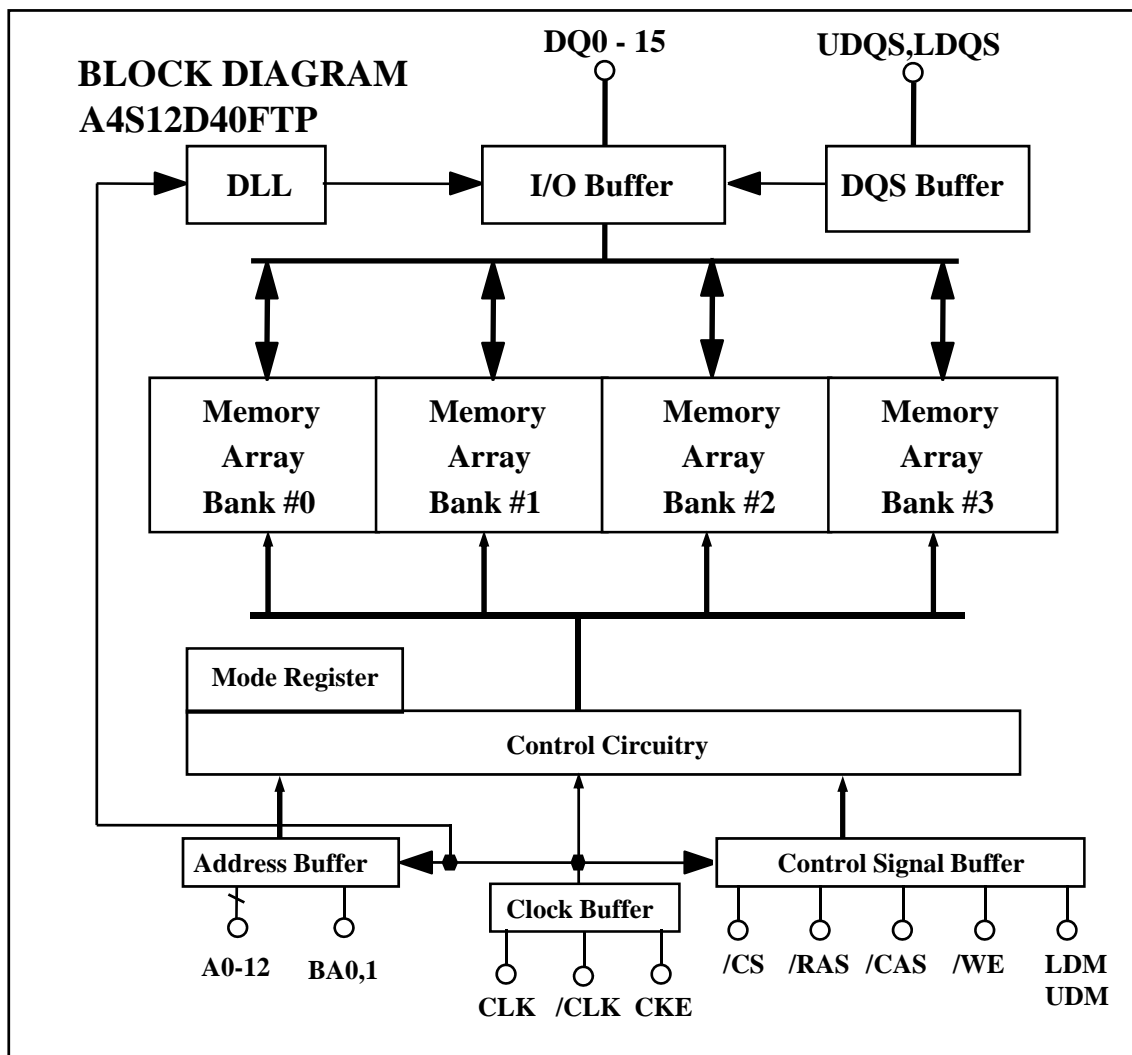 DQ0 - 15
UDQS,LDQS
BLOCK DIAGRAM
A4S12D40FTP
DLL
I/O Buffer
DQS Buffer
Memory
Array
Bank #0
Memory
Array
Bank #1
Memory
Array
Bank #2
Memory
Array
Bank #3
Mode Register
Control Circuitry
Address Buffer
Clock Buffer
Control Signal Buffer
A0-12
BA0,1
CLK
/CLK
CKE
/CS
/RAS
/CAS
/WE
LDM
UDM